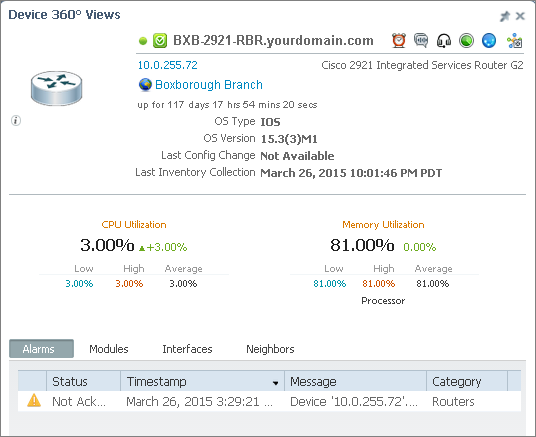 Device 360° Views
BXB-2921-RBR.yourdomain.com
10.0.255.72 Cisco 2921 Integrated Services Router G2
Boxborough Branch
up for 117 days 17 hrs 54 mins 20 secs
OS Type IOS
OS Version 15.3(3)M1
Last Config Change Not Available
Last Inventory Collection March 26, 2015 10:01:46 PM PDT
CPU Utilization Memory Utilization
3.00% ▲+3.00% 81.00% 0.00%
Low High Average Low High Average
3.00% 3.00% 3.00% 81.00% 81.00% 81.00%
Processor
Alarms Modules Interfaces Neighbors
Status Timestamp Message Category
Not Ack... March 26, 2015 3:29:21 ... Device '10.0.255.72'.... Routers